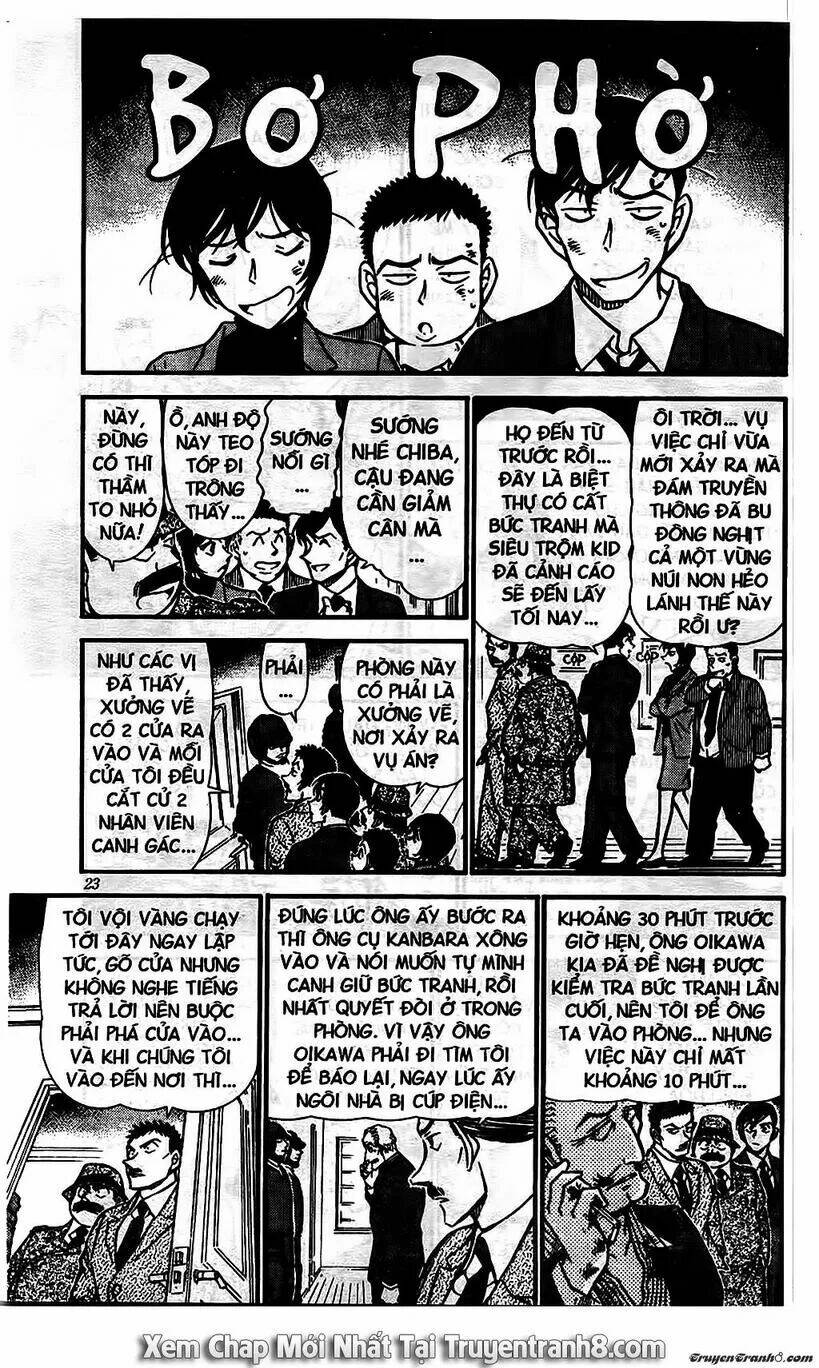 BƠ PHỜ
ÔI TRỜI... VỤ
VIỆC CHỈ VỪA
MỚI XẢY RA MÀ
ĐÁM TRUYỀN
THÔNG ĐÃ BU
ĐÔNG NGHỊT
CẢ MỘT VỪNG
NÚI NON HẺO
LÁNH THẾ NÀY
RỒI Ư?
HỌ ĐẾN TỪ
TRƯỚC RỒI...
ĐÂY LÀ BIỆT
THỰ CÓ CẤT
BỨC TRANH MÀ
SIÊU TRỘM KID
ĐÃ CẢNH CÁO
SẼ ĐẾN LẤY
TỐI NAY...
CỘP
CỘP
SƯỚNG
NHÉ CHIBA,
CẬU ĐANG
CẦN GIẢM
CÂN MÀ
...
SƯỚNG
NỖI GÌ
...
Ồ, ANH ĐỘ
NÀY TEO
TÓP ĐI
TRÔNG
THẤY...
NÀY,
ĐỪNG
CÓ THÌ
THẦM
TO NHỎ
NỮA!
PHÒNG NÀY
CÓ PHẢI LÀ
XƯỞNG VẼ,
NƠI XẢY RA
VỤ ÁN?
PHẢI
...
NHƯ CÁC VỊ
ĐÃ THẤY,
XƯỞNG VẼ
CÓ 2 CỬA RA
VÀO VÀ MỖI
CỬA TÔI ĐỀU
CẮT CỬ 2
NHÂN VIÊN
CANH GÁC...
23
KHOẢNG 30 PHÚT TRƯỚC
GIỜ HẸN, ÔNG OIKAWA
KIA ĐÃ ĐỀ NGHỊ ĐƯỢC
KIỂM TRA BỨC TRANH LẦN
CUỐI, NÊN TÔI ĐỂ ÔNG
TA VÀO PHÒNG... NHƯNG
VIỆC NÀY CHỈ MẤT
KHOẢNG 10 PHÚT...
ĐÚNG LÚC ÔNG ẤY BƯỚC RA
THÌ ÔNG CỤ KANBARA XÔNG
VÀO VÀ NÓI MUỐN TỰ MÌNH
CANH GIỮ BỨC TRANH, RỒI
NHẤT QUYẾT ĐÒI Ở TRONG
PHÒNG. VÌ VẬY ÔNG
OIKAWA PHẢI ĐI TÌM TÔI
ĐỂ BÁO LẠI, NGAY LÚC ẤY
NGÔI NHÀ BỊ CÚP ĐIỆN...
TÔI VỘI VÀNG CHẠY
TỚI ĐÂY NGAY LẬP
TỨC, GÕ CỬA NHƯNG
KHÔNG NGHE TIẾNG
TRẢ LỜI NÊN BUỘC
PHẢI PHÁ CỬA VÀO...
VÀ KHI CHÚNG TÔI
VÀO ĐẾN NƠI THÌ...
Xem Chap Mới Nhất Tại Truyentranh8.com
TruyenTranh8.com